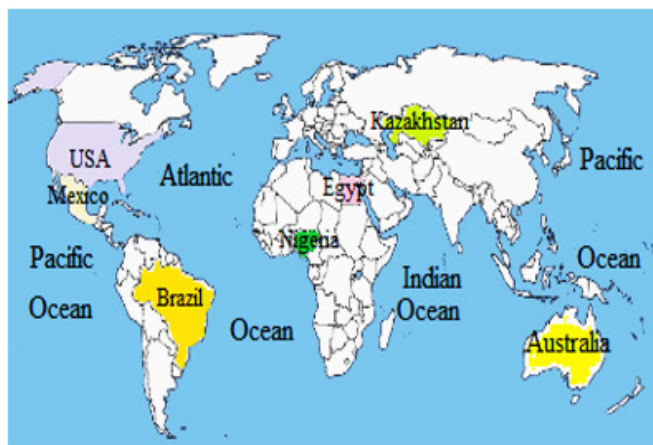 Kazakhstan
USA
Atlantic
Pacific
Egypt
Mexico
Nigeria
Pacific
Indian
Ocean
Brazil
Ocean
Ocean
Ocean
Australia